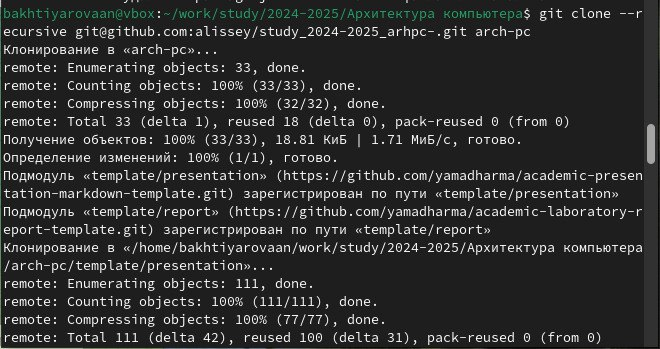 bakhtiyarovaan@vbox:~/work/study/2024-2025/Архитектура компьютера$ git clone --r
ecursive git@github.com:alissey/study_2024-2025_arhpc-.git arch-pc
Клонирование в «arch-pc»...
remote: Enumerating objects: 33, done.
remote: Counting objects: 100% (33/33), done.
remote: Compressing objects: 100% (32/32), done.
remote: Total 33 (delta 1), reused 18 (delta 0), pack-reused 0 (from 0)
Получение объектов: 100% (33/33), 18.81 КиБ | 1.71 МиБ/с, готово.
Определение изменений: 100% (1/1), готово.
Подмодуль «template/presentation» (https://github.com/yamadharma/academic-presen
tation-markdown-template.git) зарегистрирован по пути «template/presentation»
Подмодуль «template/report» (https://github.com/yamadharma/academic-laboratory-r
eport-template.git) зарегистрирован по пути «template/report»
Клонирование в «/home/bakhtiyarovaan/work/study/2024-2025/Архитектура компьютера
/arch-pc/template/presentation»...
remote: Enumerating objects: 111, done.
remote: Counting objects: 100% (111/111), done.
remote: Compressing objects: 100% (77/77), done.
remote: Total 111 (delta 42), reused 100 (delta 31), pack-reused 0 (from 0)